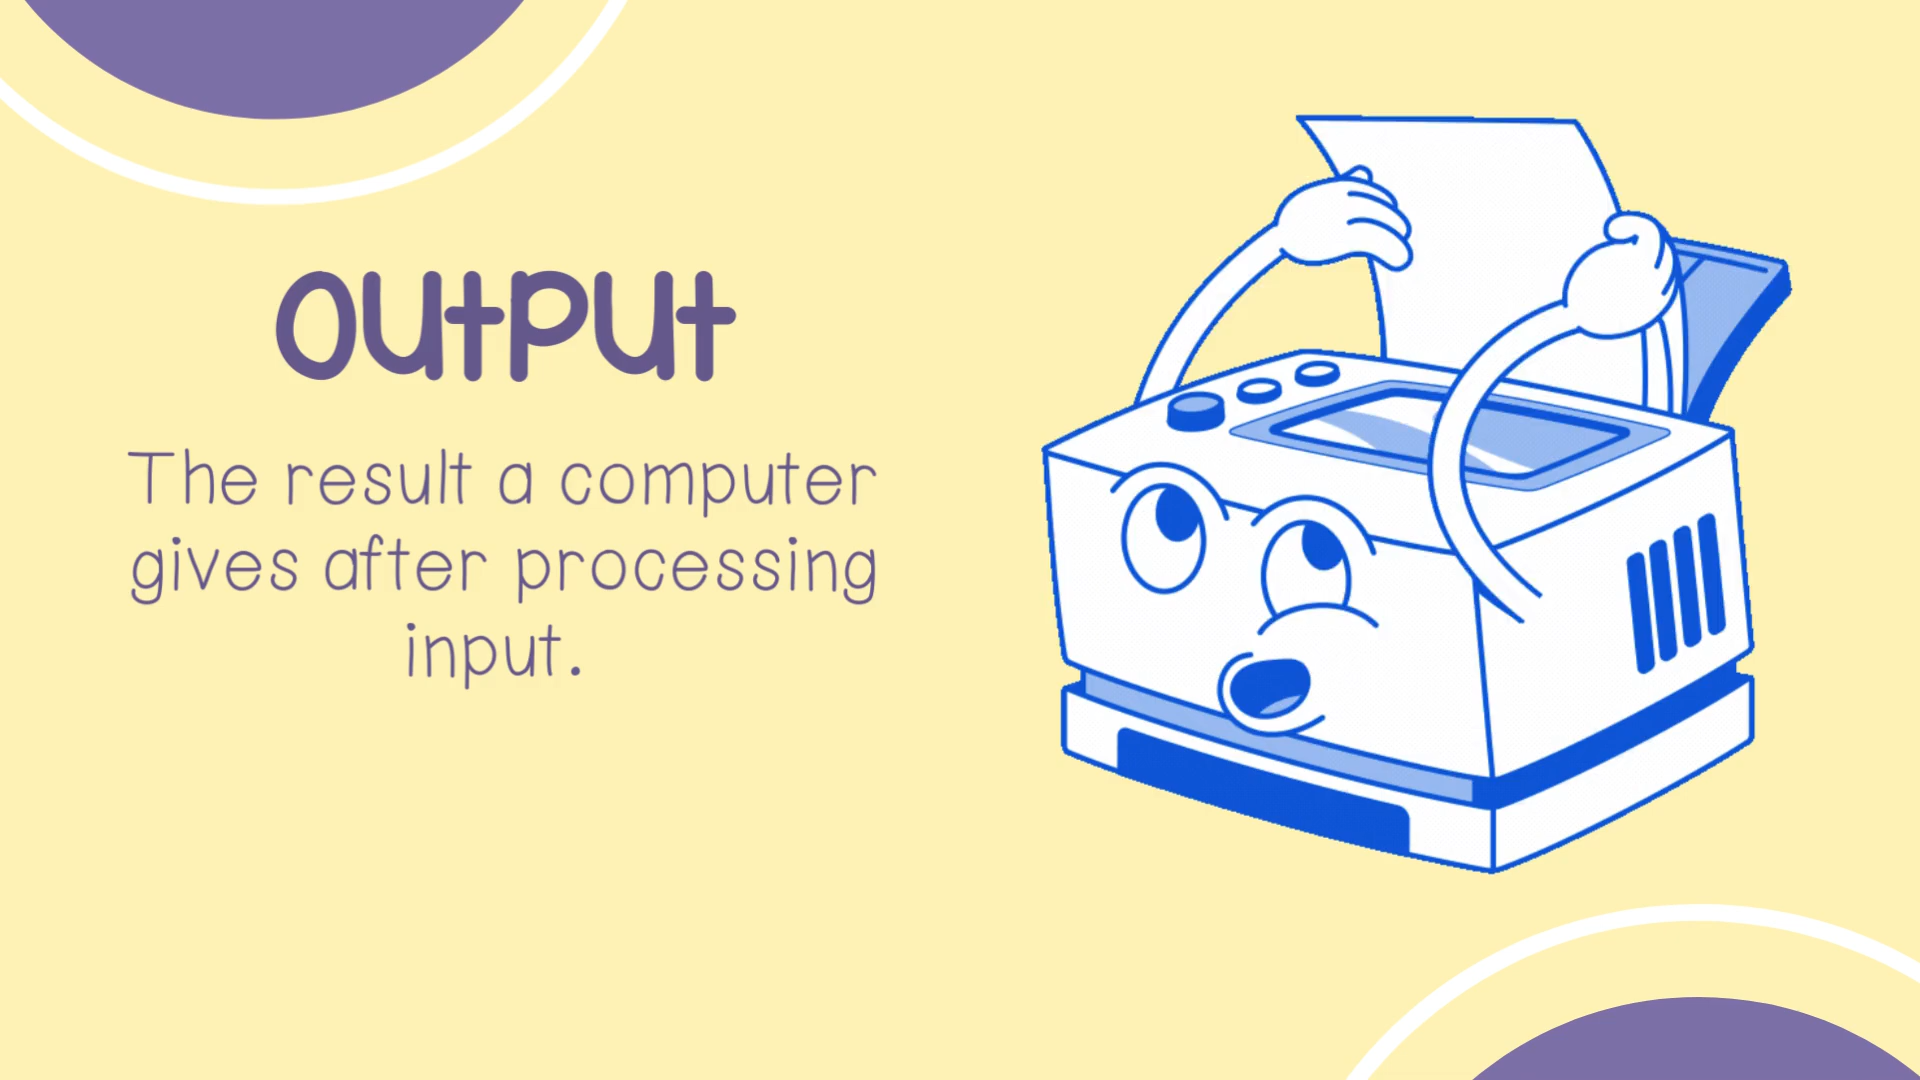 output
The result a computer
gives after processing
input.